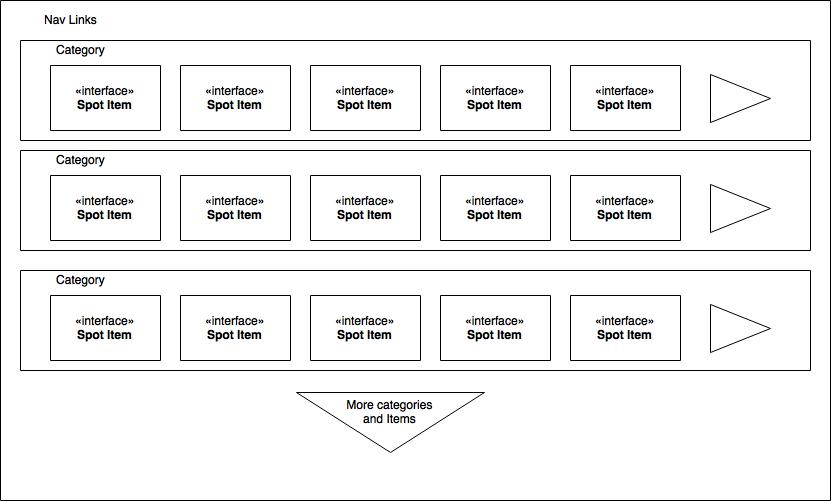 Nav Links
Category
«interface» «interface» «interface» «interface» «interface»
Spot Item Spot Item Spot Item Spot Item Spot Item
Category
«interface» «interface» «interface» «interface» «interface»
Spot Item Spot Item Spot Item Spot Item Spot Item
Category
«interface» «interface» «interface» «interface» «interface»
Spot Item Spot Item Spot Item Spot Item Spot Item
More categories
and Items